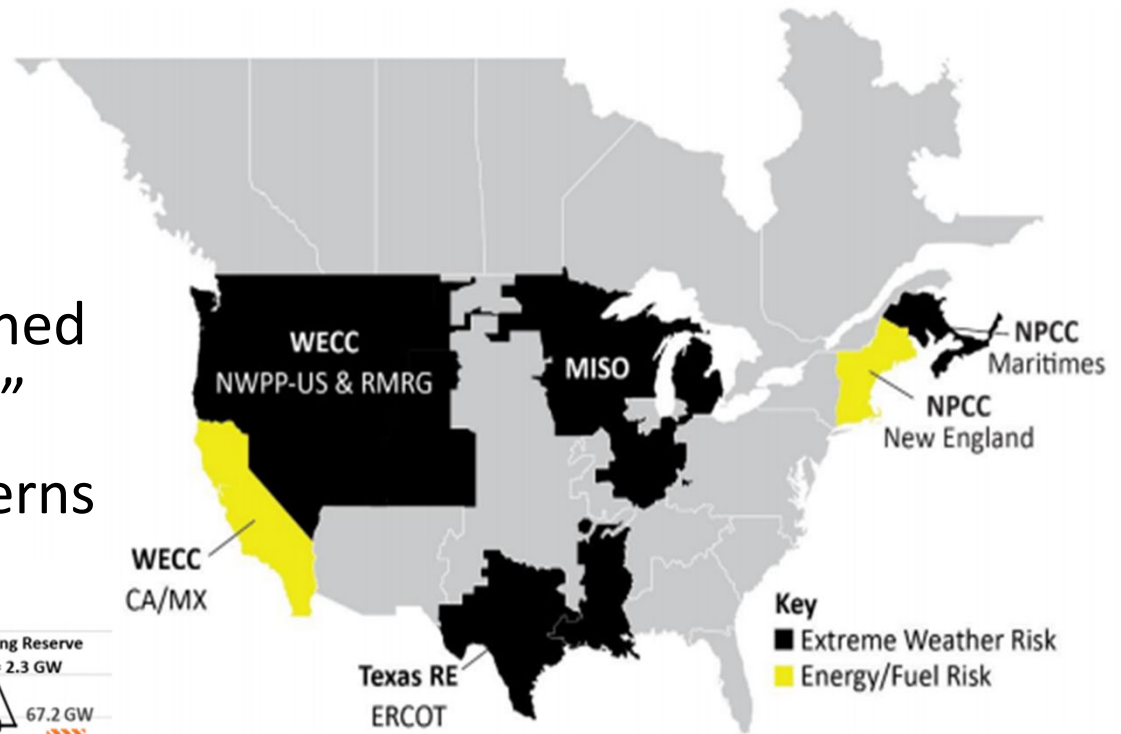 ned
”
erns
WECC
NWPP-US & RMRG
MISO
NPCC
Maritimes
NPCC
New England
WECC
CA/MX
Texas RE
ERCOT
Key
Extreme Weather Risk
Energy/Fuel Risk
ng Reserve
2.3 GW
67.2 GW